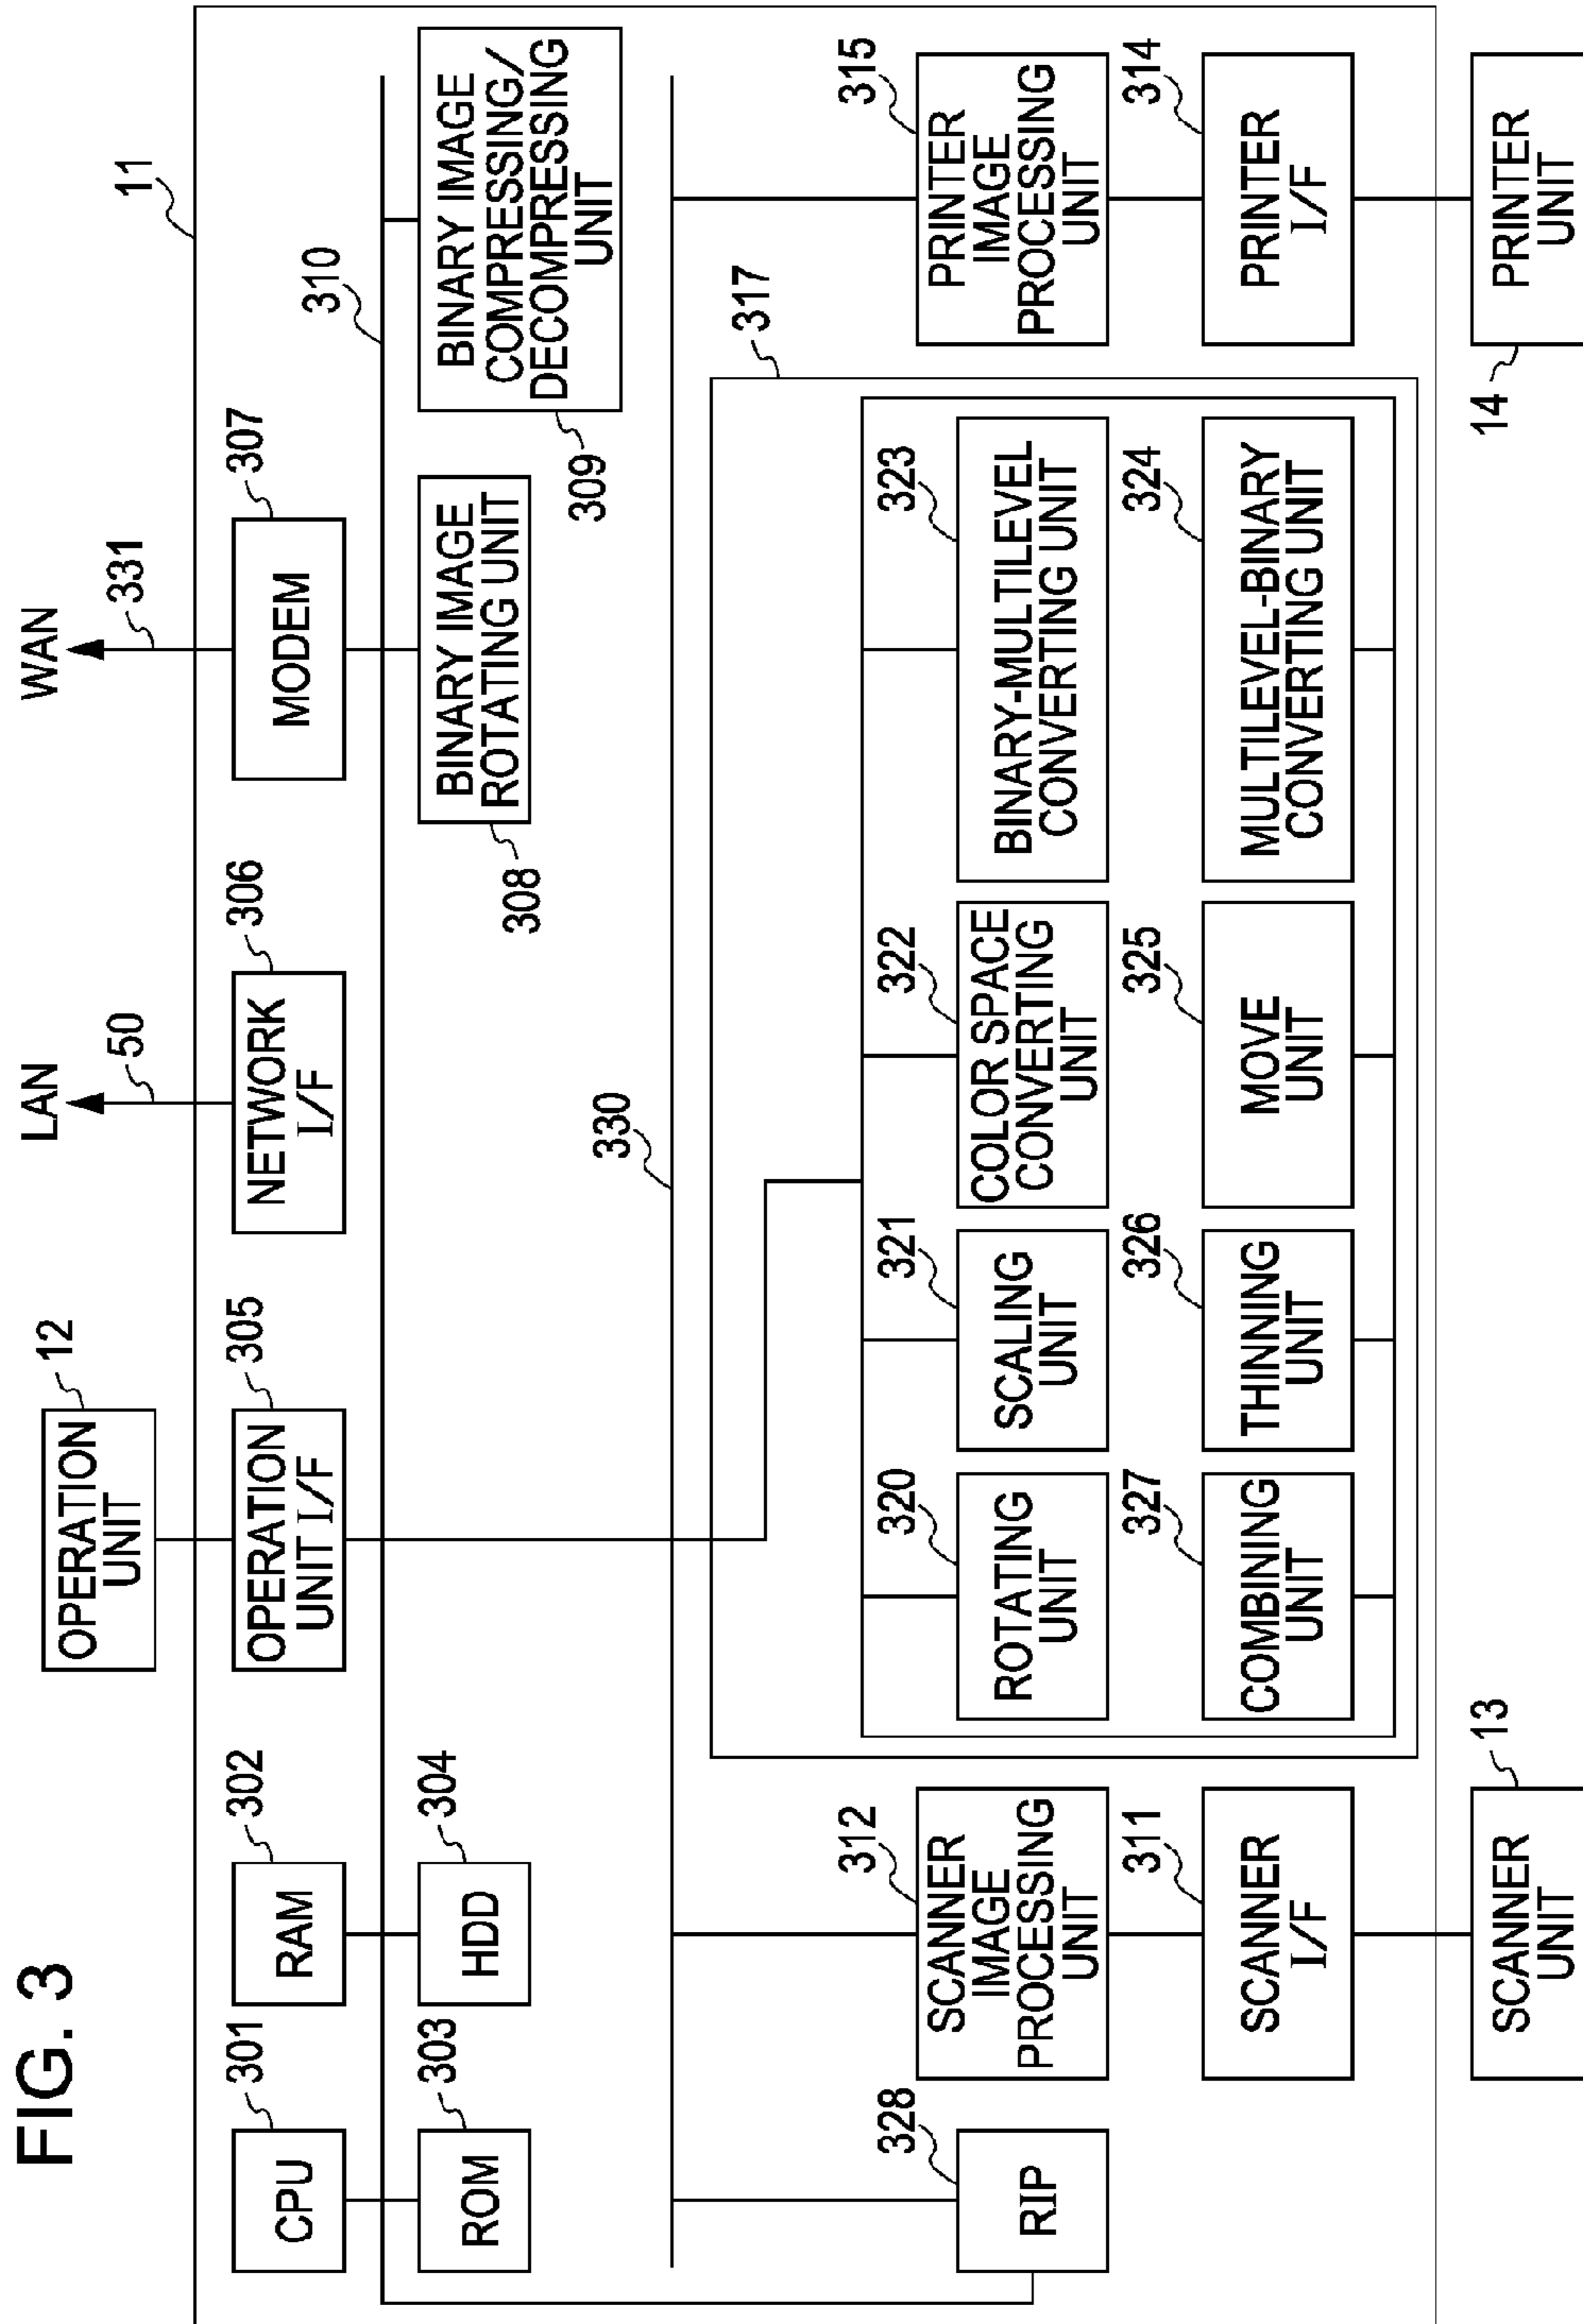 FIG. 3
WAN
LAN
331
50
12
11
OPERATION
UNIT
301
302
305
306
307
CPU
RAM
OPERATION
UNIT I/F
NETWORK
I/F
MODEM
310
303
304
ROM
HDD
308
BINARY IMAGE
ROTATING UNIT
309
BINARY IMAGE
COMPRESSING/
DECOMPRESSING
UNIT
330
317
328
RIP
312
SCANNER
IMAGE
PROCESSING
UNIT
320
ROTATING
UNIT
321
SCALING
UNIT
322
COLOR SPACE
CONVERTING
UNIT
323
BINARY-MULTILEVEL
CONVERTING UNIT
315
PRINTER
IMAGE
PROCESSING
UNIT
311
SCANNER
I/F
327
COMBINING
UNIT
326
THINNING
UNIT
325
MOVE
UNIT
324
MULTILEVEL-BINARY
CONVERTING UNIT
314
PRINTER
I/F
13
SCANNER
UNIT
14
PRINTER
UNIT